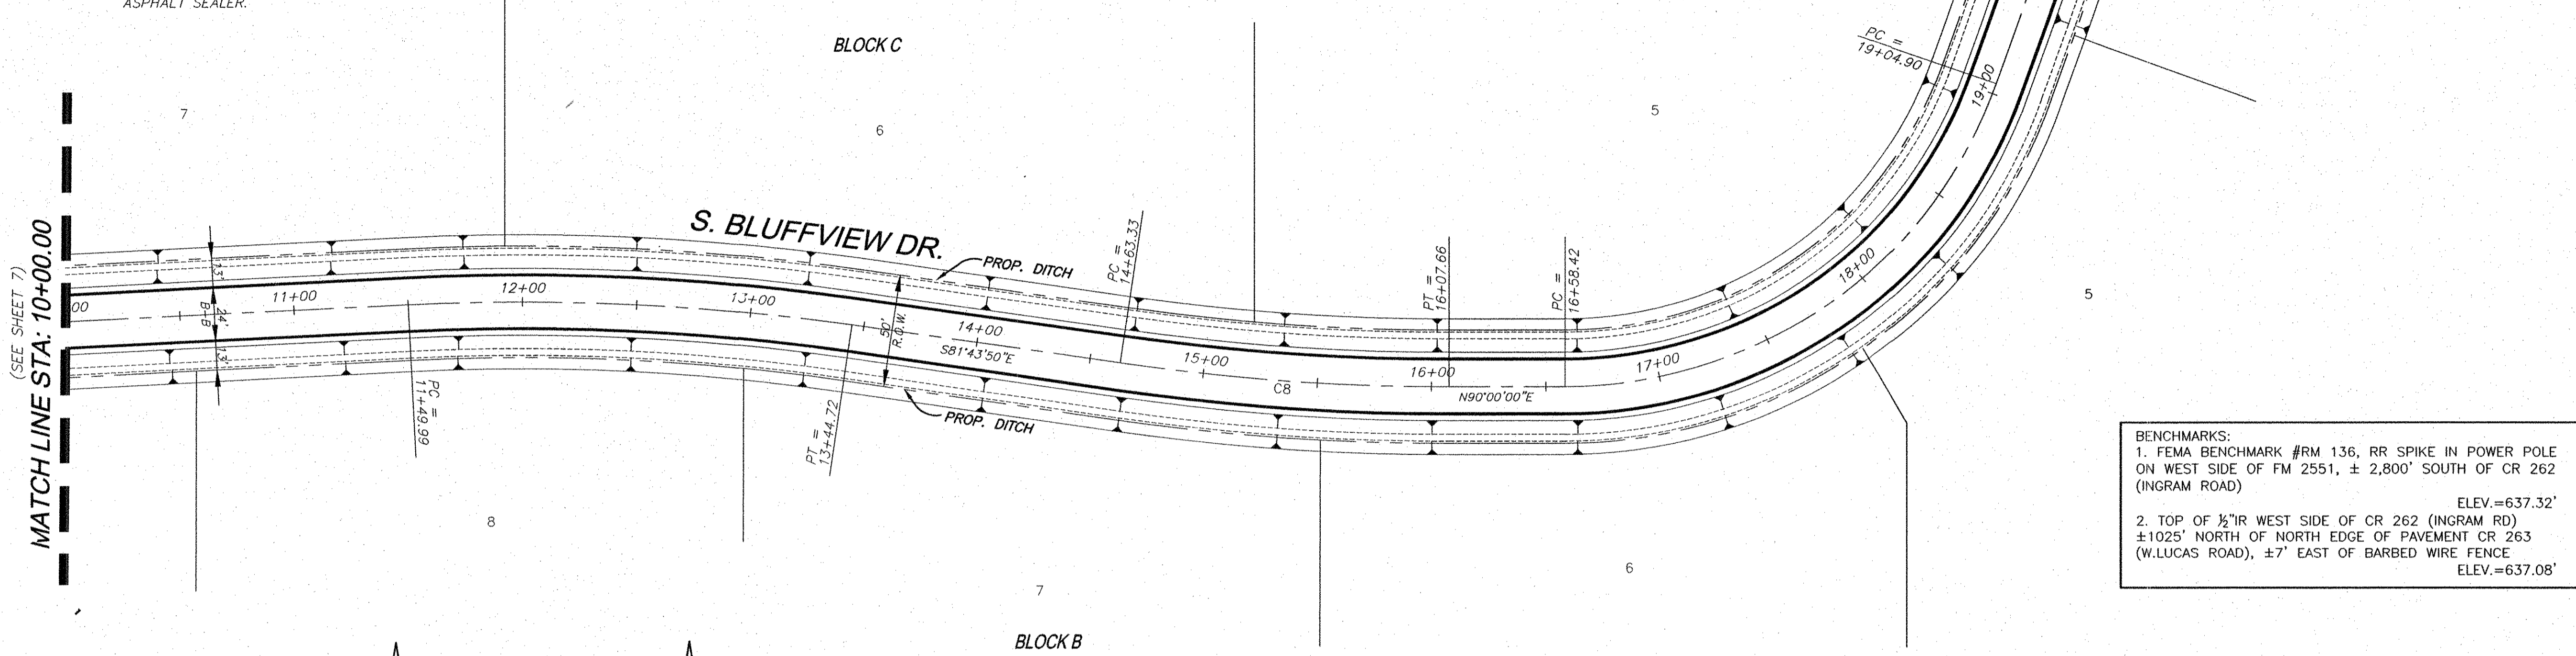 ASPHALT SEALER.
BLOCK C
7
6
5
PC =
19+04.90
19+00
(SEE SHEET 7)
MATCH LINE STA: 10+00.00
S. BLUFFVIEW DR.
PROP. DITCH
13'
24'
B-B
13'
00
11+00
12+00
13+00
14+00
S81°43'50"E
50'
R.O.W.
PC =
11+49.99
PT =
13+44.72
PROP. DITCH
PC =
14+63.33
15+00
C8
PT =
16+07.66
16+00
N90°00'00"E
PC =
16+58.42
17+00
18+00
5
8
7
6
BLOCK B
BENCHMARKS:
1. FEMA BENCHMARK #RM 136, RR SPIKE IN POWER POLE
ON WEST SIDE OF FM 2551, ± 2,800' SOUTH OF CR 262
(INGRAM ROAD)
ELEV.=637.32'
2. TOP OF ½"IR WEST SIDE OF CR 262 (INGRAM RD)
±1025' NORTH OF NORTH EDGE OF PAVEMENT CR 263
(W.LUCAS ROAD), ±7' EAST OF BARBED WIRE FENCE
ELEV.=637.08'